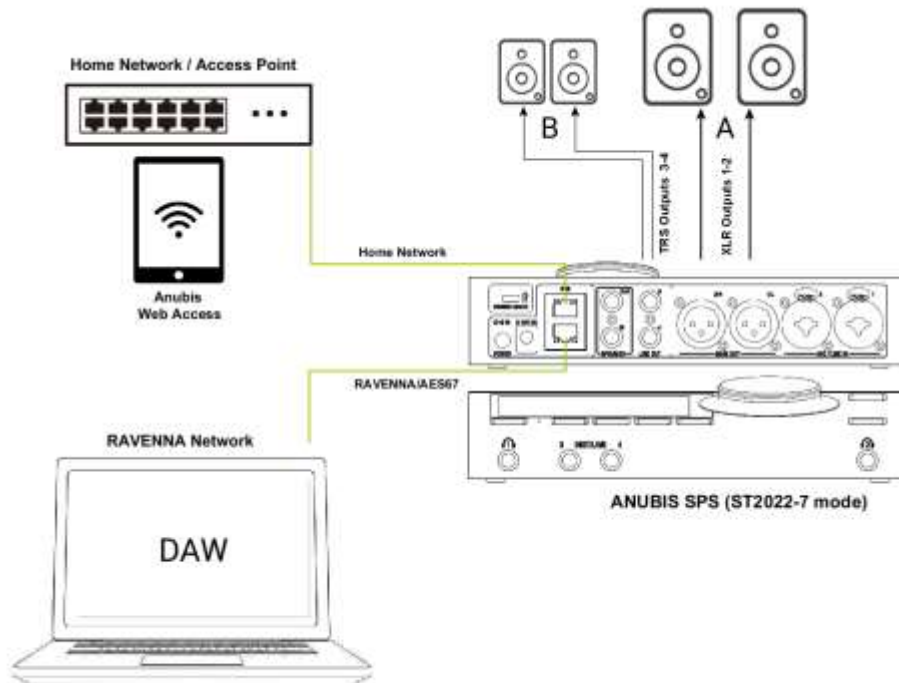 Home Network / Access Point
B
A
TRS Outputs 3-4
XLR Outputs 1-2
Anubis
Web Access
Home Network
RAVENNA/AES67
RAVENNA Network
DAW
ANUBIS SPS (ST2022-7 mode)